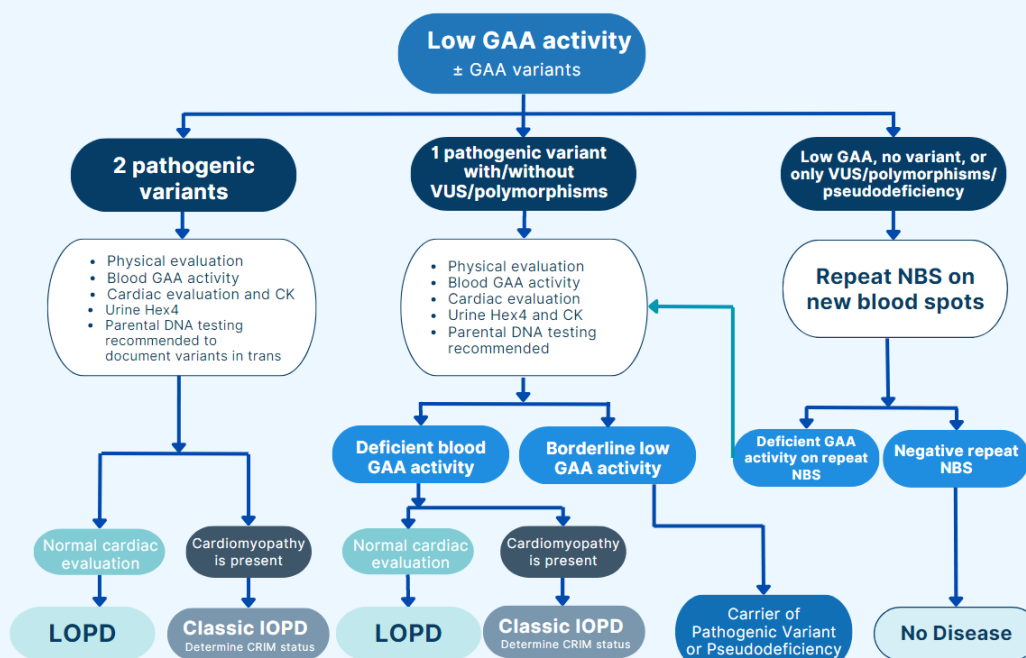 Low GAA activity
± GAA variants
2 pathogenic
variants
1 pathogenic variant
with/without
VUS/polymorphisms
Low GAA, no variant, or
only VUS/polymorphisms/
pseudodeficiency
• Physical evaluation
• Blood GAA activity
• Cardiac evaluation and CK
• Urine Hex4
• Parental DNA testing
recommended to
document variants in trans
• Physical evaluation
• Blood GAA activity
• Cardiac evaluation
• Urine Hex4 and CK
• Parental DNA testing
recommended
Repeat NBS on
new blood spots
Deficient blood
GAA activity
Borderline low
GAA activity
Deficient GAA
activity on repeat
NBS
Negative repeat
NBS
Normal cardiac
evaluation
Cardiomyopathy
is present
Normal cardiac
evaluation
Cardiomyopathy
is present
LOPD
Classic IOPD
Determine CRIM status
LOPD
Classic IOPD
Determine CRIM status
Carrier of
Pathogenic Variant
or Pseudodeficiency
No Disease